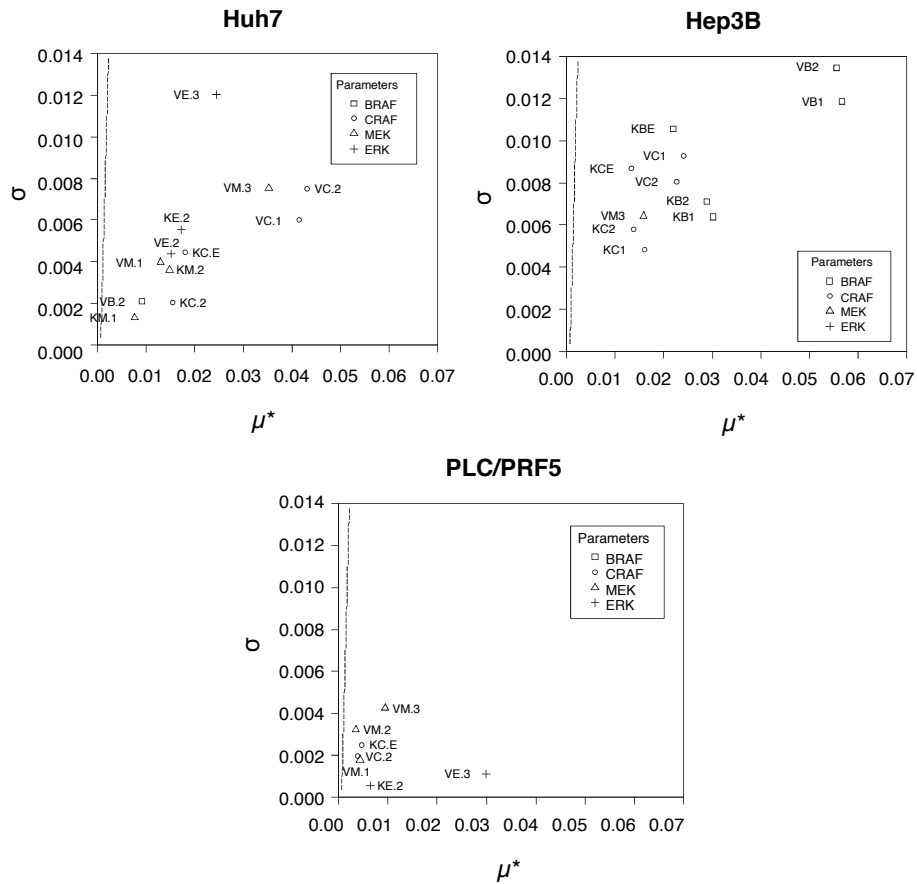 Huh7
0.014
0.012
0.010
0.008
0.006
0.004
0.002
0.000
σ
0.00 0.01 0.02 0.03 0.04 0.05 0.06 0.07
μ*
Parameters
BRAF
CRAF
MEK
ERK
VE.3
VM.3
VC.2
VC.1
KE.2
VE.2
KC.E
VM.1
KM.2
VB.2
KC.2
KM.1
Hep3B
0.014
0.012
0.010
0.008
0.006
0.004
0.002
0.000
σ
0.00 0.01 0.02 0.03 0.04 0.05 0.06 0.07
μ*
VB2
VB1
KBE
VC1
KCE
VC2
KB2
VM3
KB1
KC2
KC1
Parameters
BRAF
CRAF
MEK
ERK
PLC/PRF5
0.014
0.012
0.010
0.008
0.006
0.004
0.002
0.000
σ
0.00 0.01 0.02 0.03 0.04 0.05 0.06 0.07
μ*
Parameters
BRAF
CRAF
MEK
ERK
VM.3
VM.2
KC.E
VC.2
VM.1
KE.2
VE.3